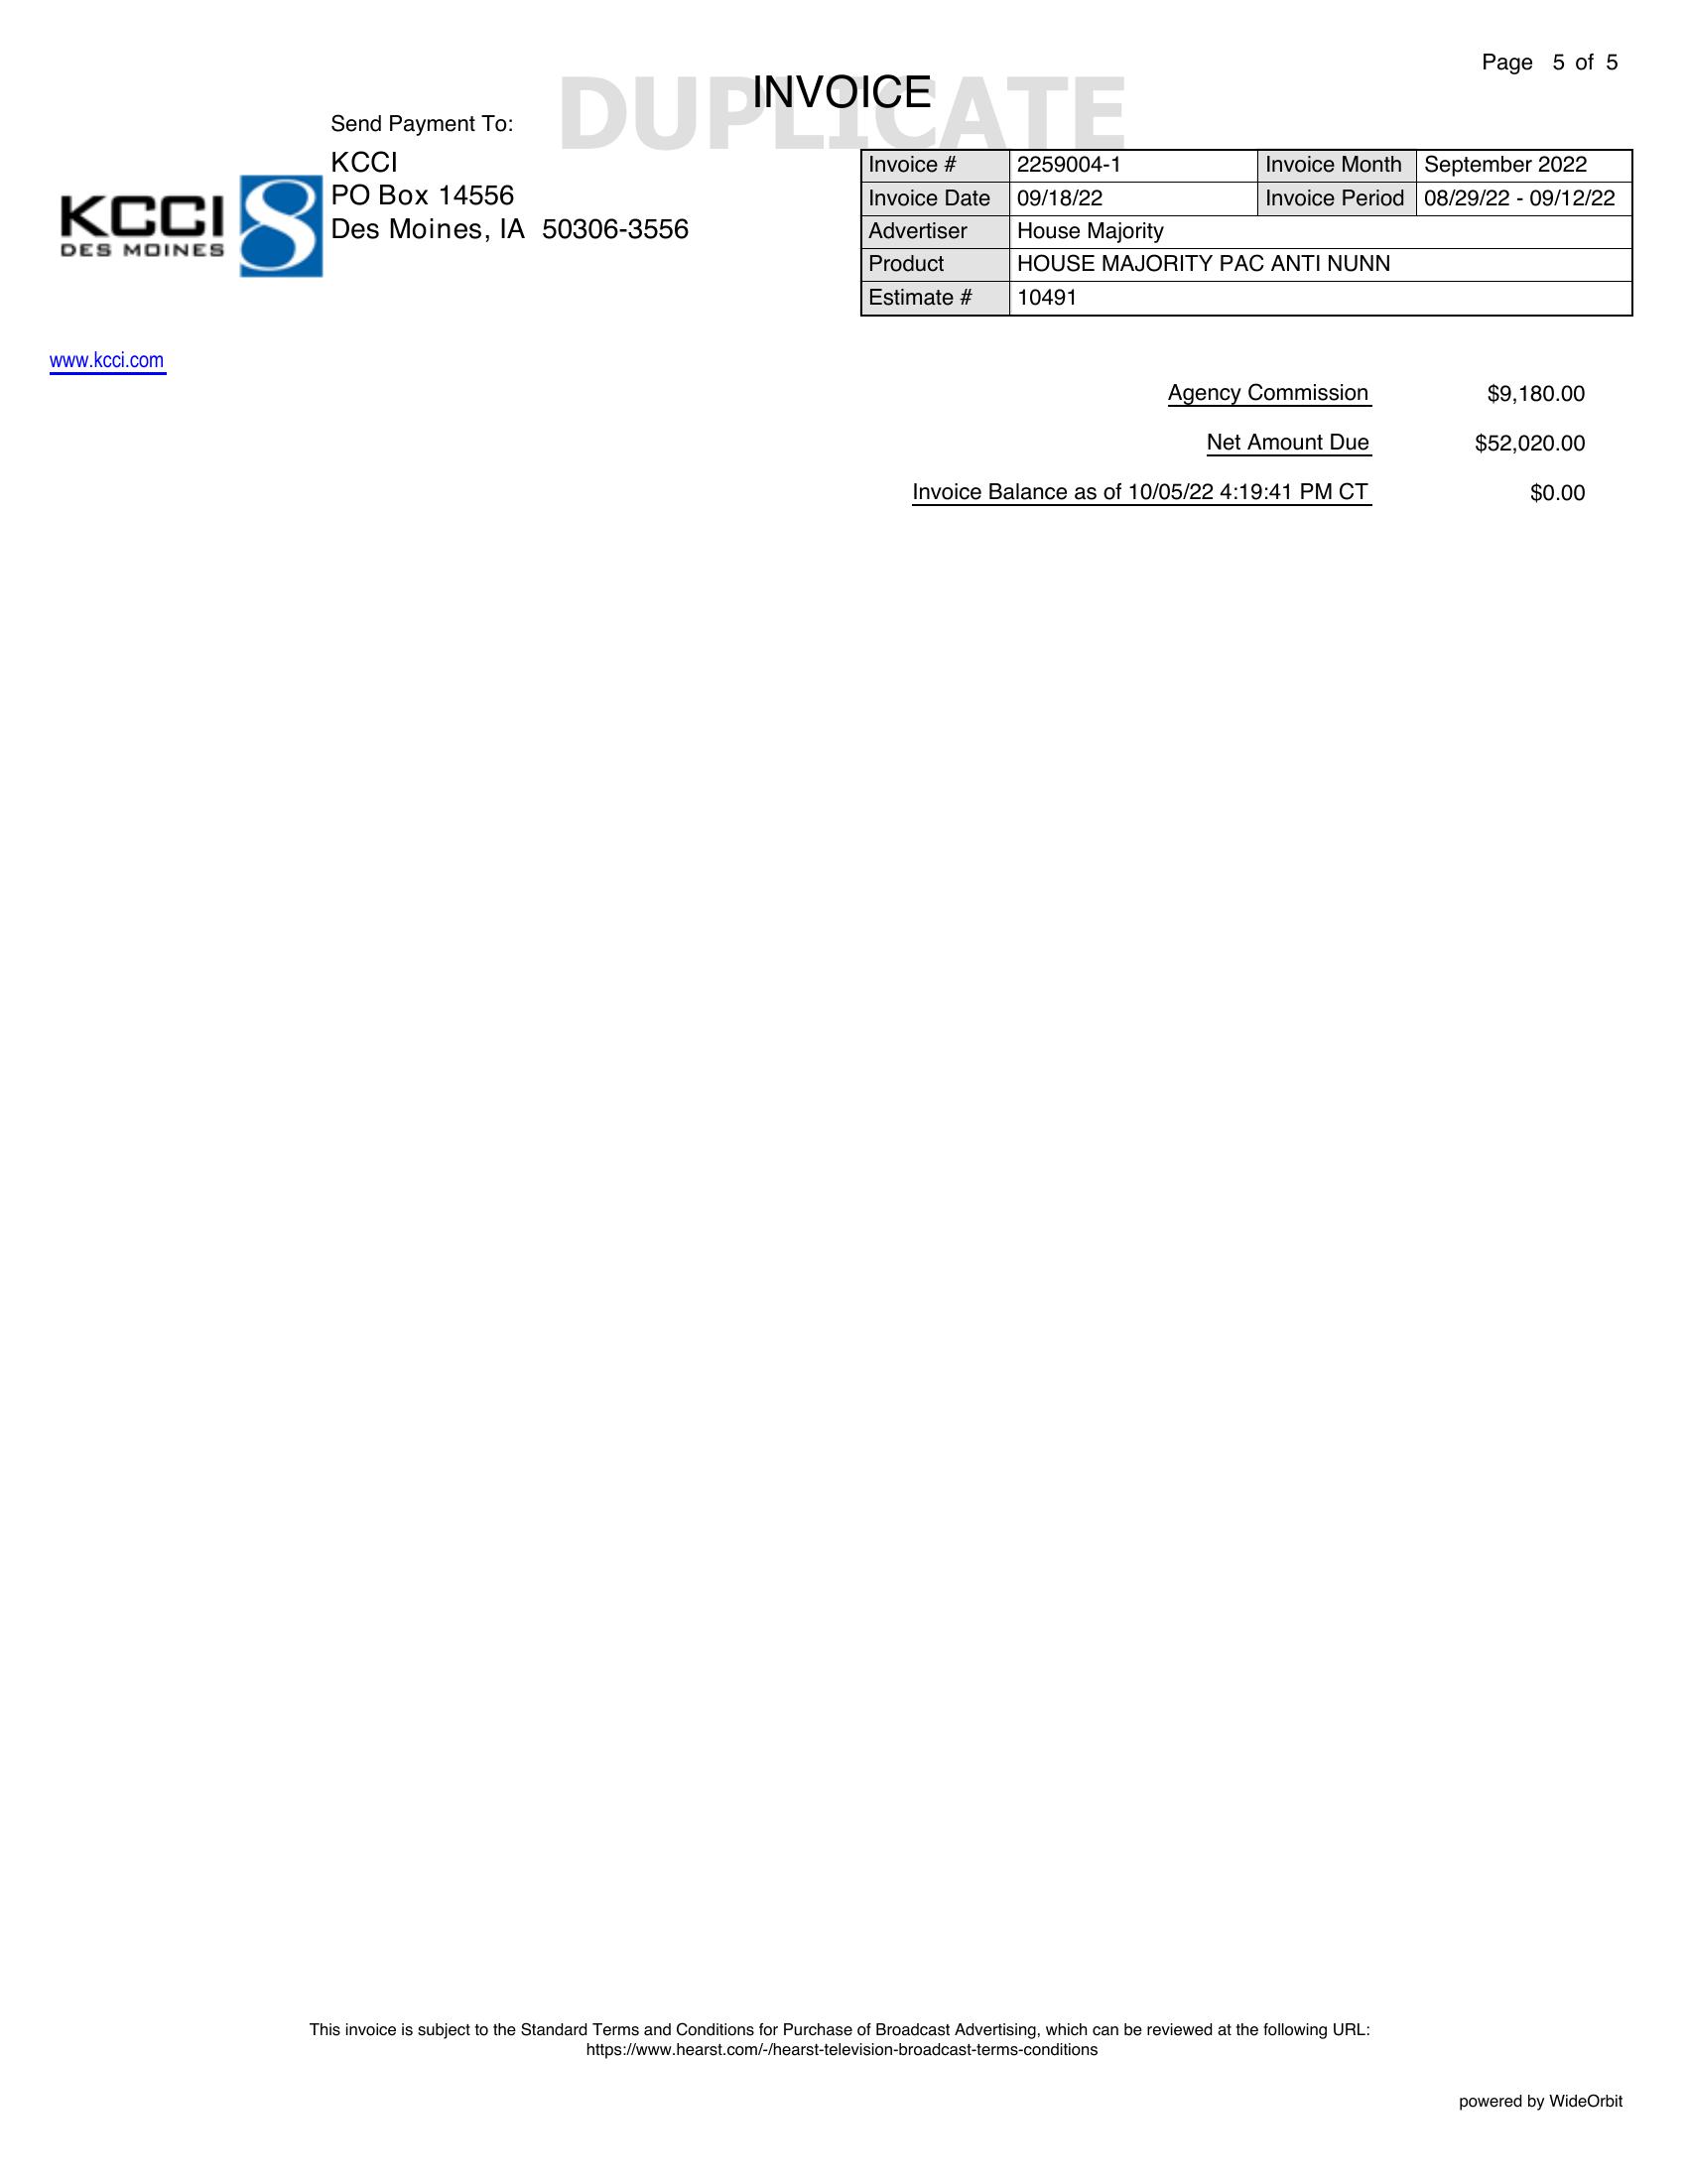 Page 5 of 5
DUPLICATE
INVOICE
Send Payment To:
KCCI
PO Box 14556
Des Moines, IA 50306-3556
KCCI 8
DES MOINES
www.kcci.com
Invoice # 2259004-1 Invoice Month September 2022
Invoice Date 09/18/22 Invoice Period 08/29/22 - 09/12/22
Advertiser House Majority
Product HOUSE MAJORITY PAC ANTI NUNN
Estimate # 10491
Agency Commission $9,180.00
Net Amount Due $52,020.00
Invoice Balance as of 10/05/22 4:19:41 PM CT $0.00
This invoice is subject to the Standard Terms and Conditions for Purchase of Broadcast Advertising, which can be reviewed at the following URL:
https://www.hearst.com/-/hearst-television-broadcast-terms-conditions
powered by WideOrbit